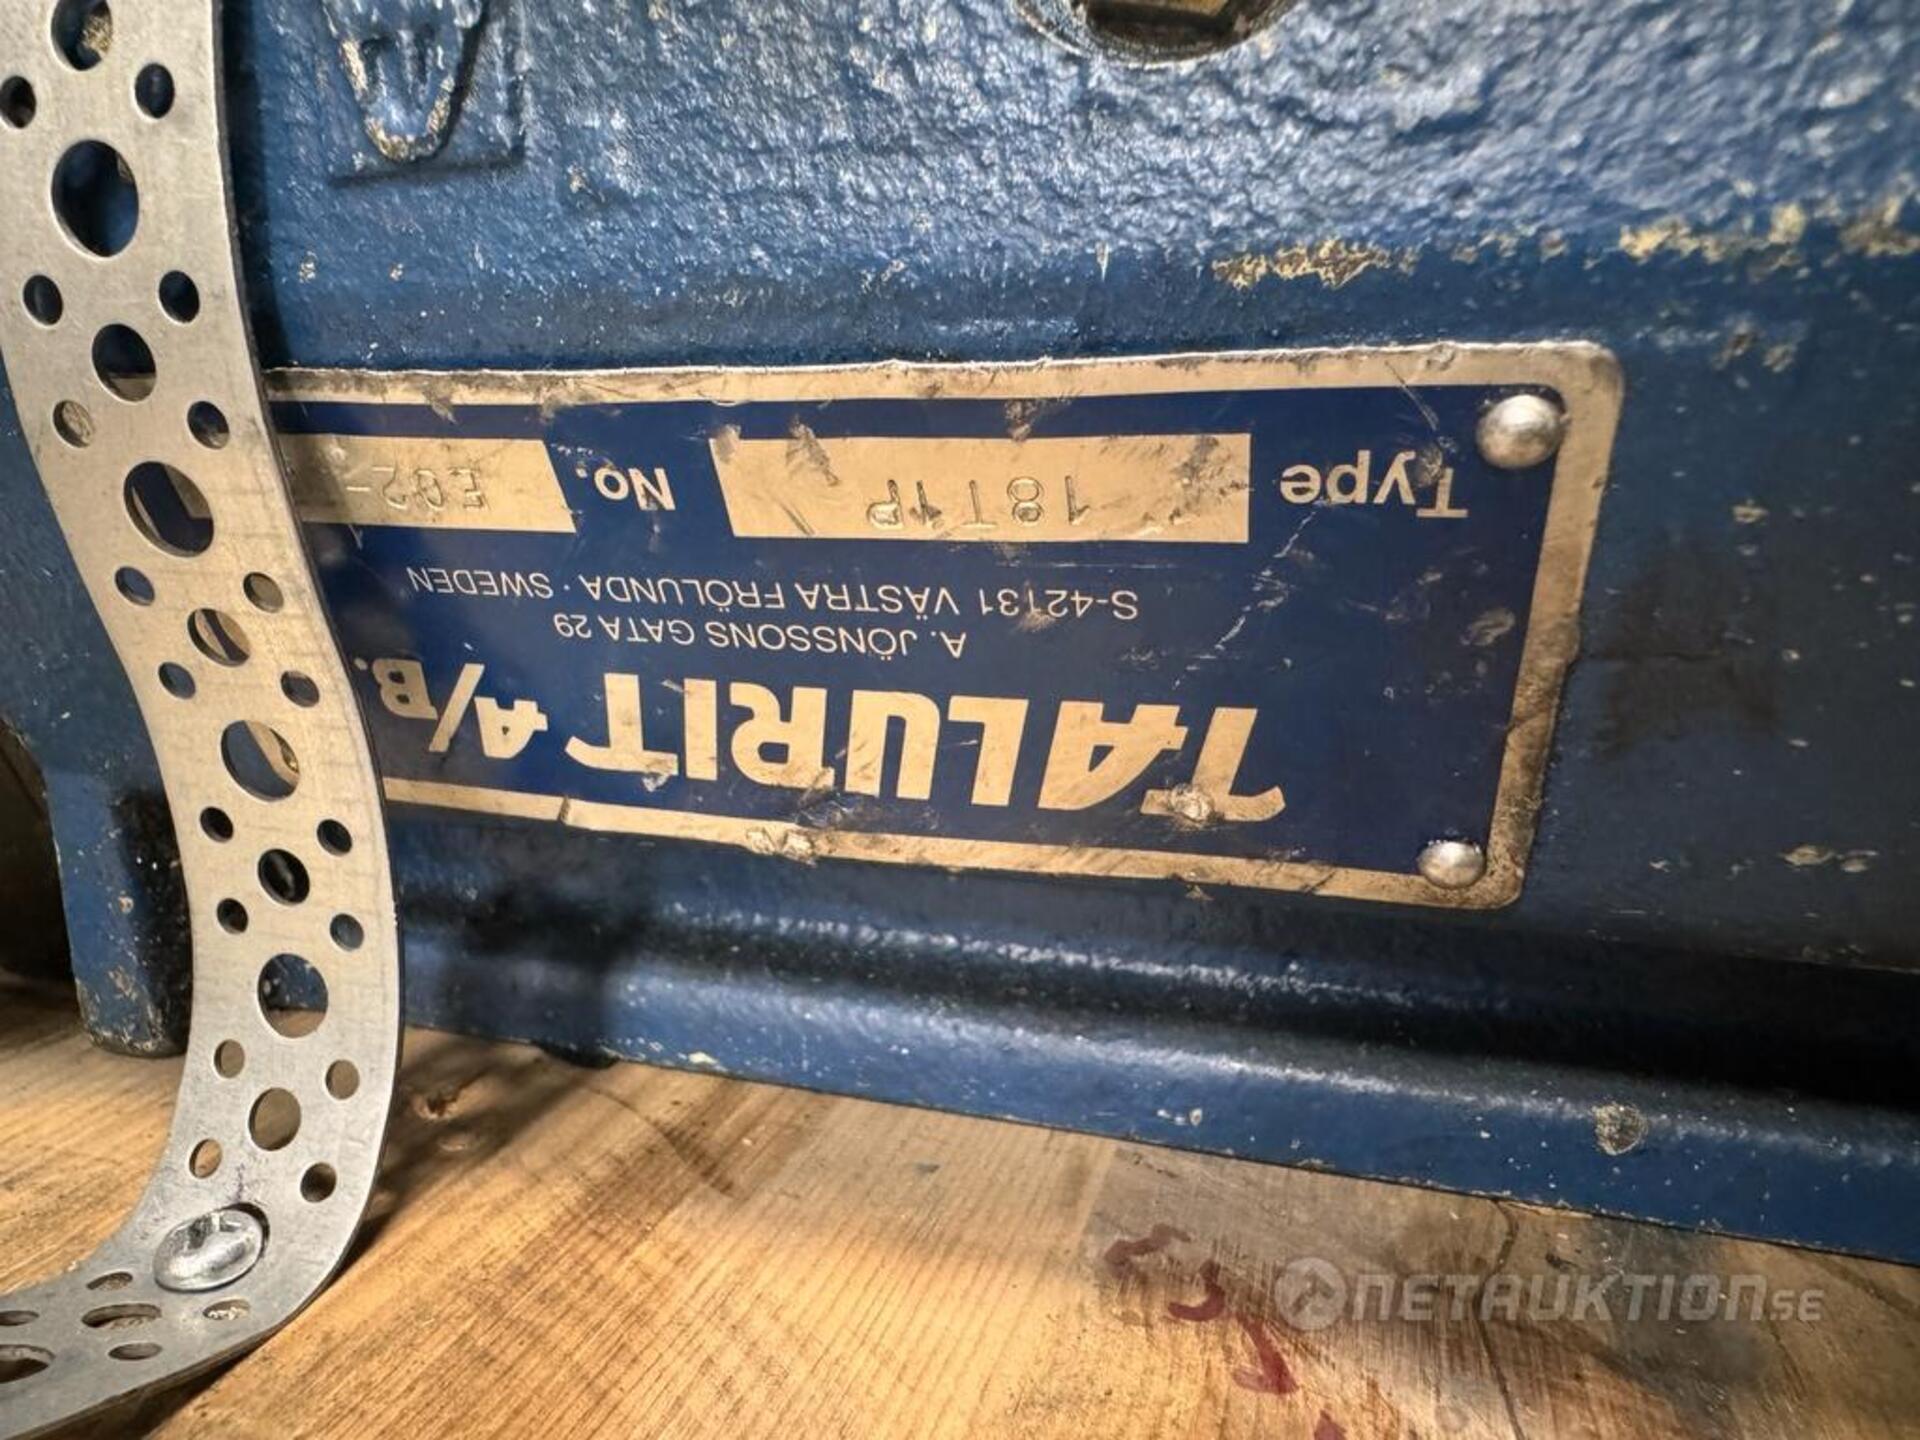 TALURIT A/B.
A. JÖNSSONS GATA 29
S-42131 VÄSTRA FRÖLUNDA · SWEDEN
Type 18T1P No. E02-
NETAUKTION.SE